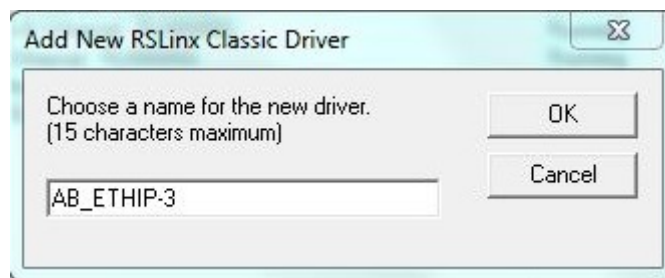 Add New RSLinx Classic Driver
Choose a name for the new driver.
(15 characters maximum)
OK
Cancel
AB_ETHIP-3